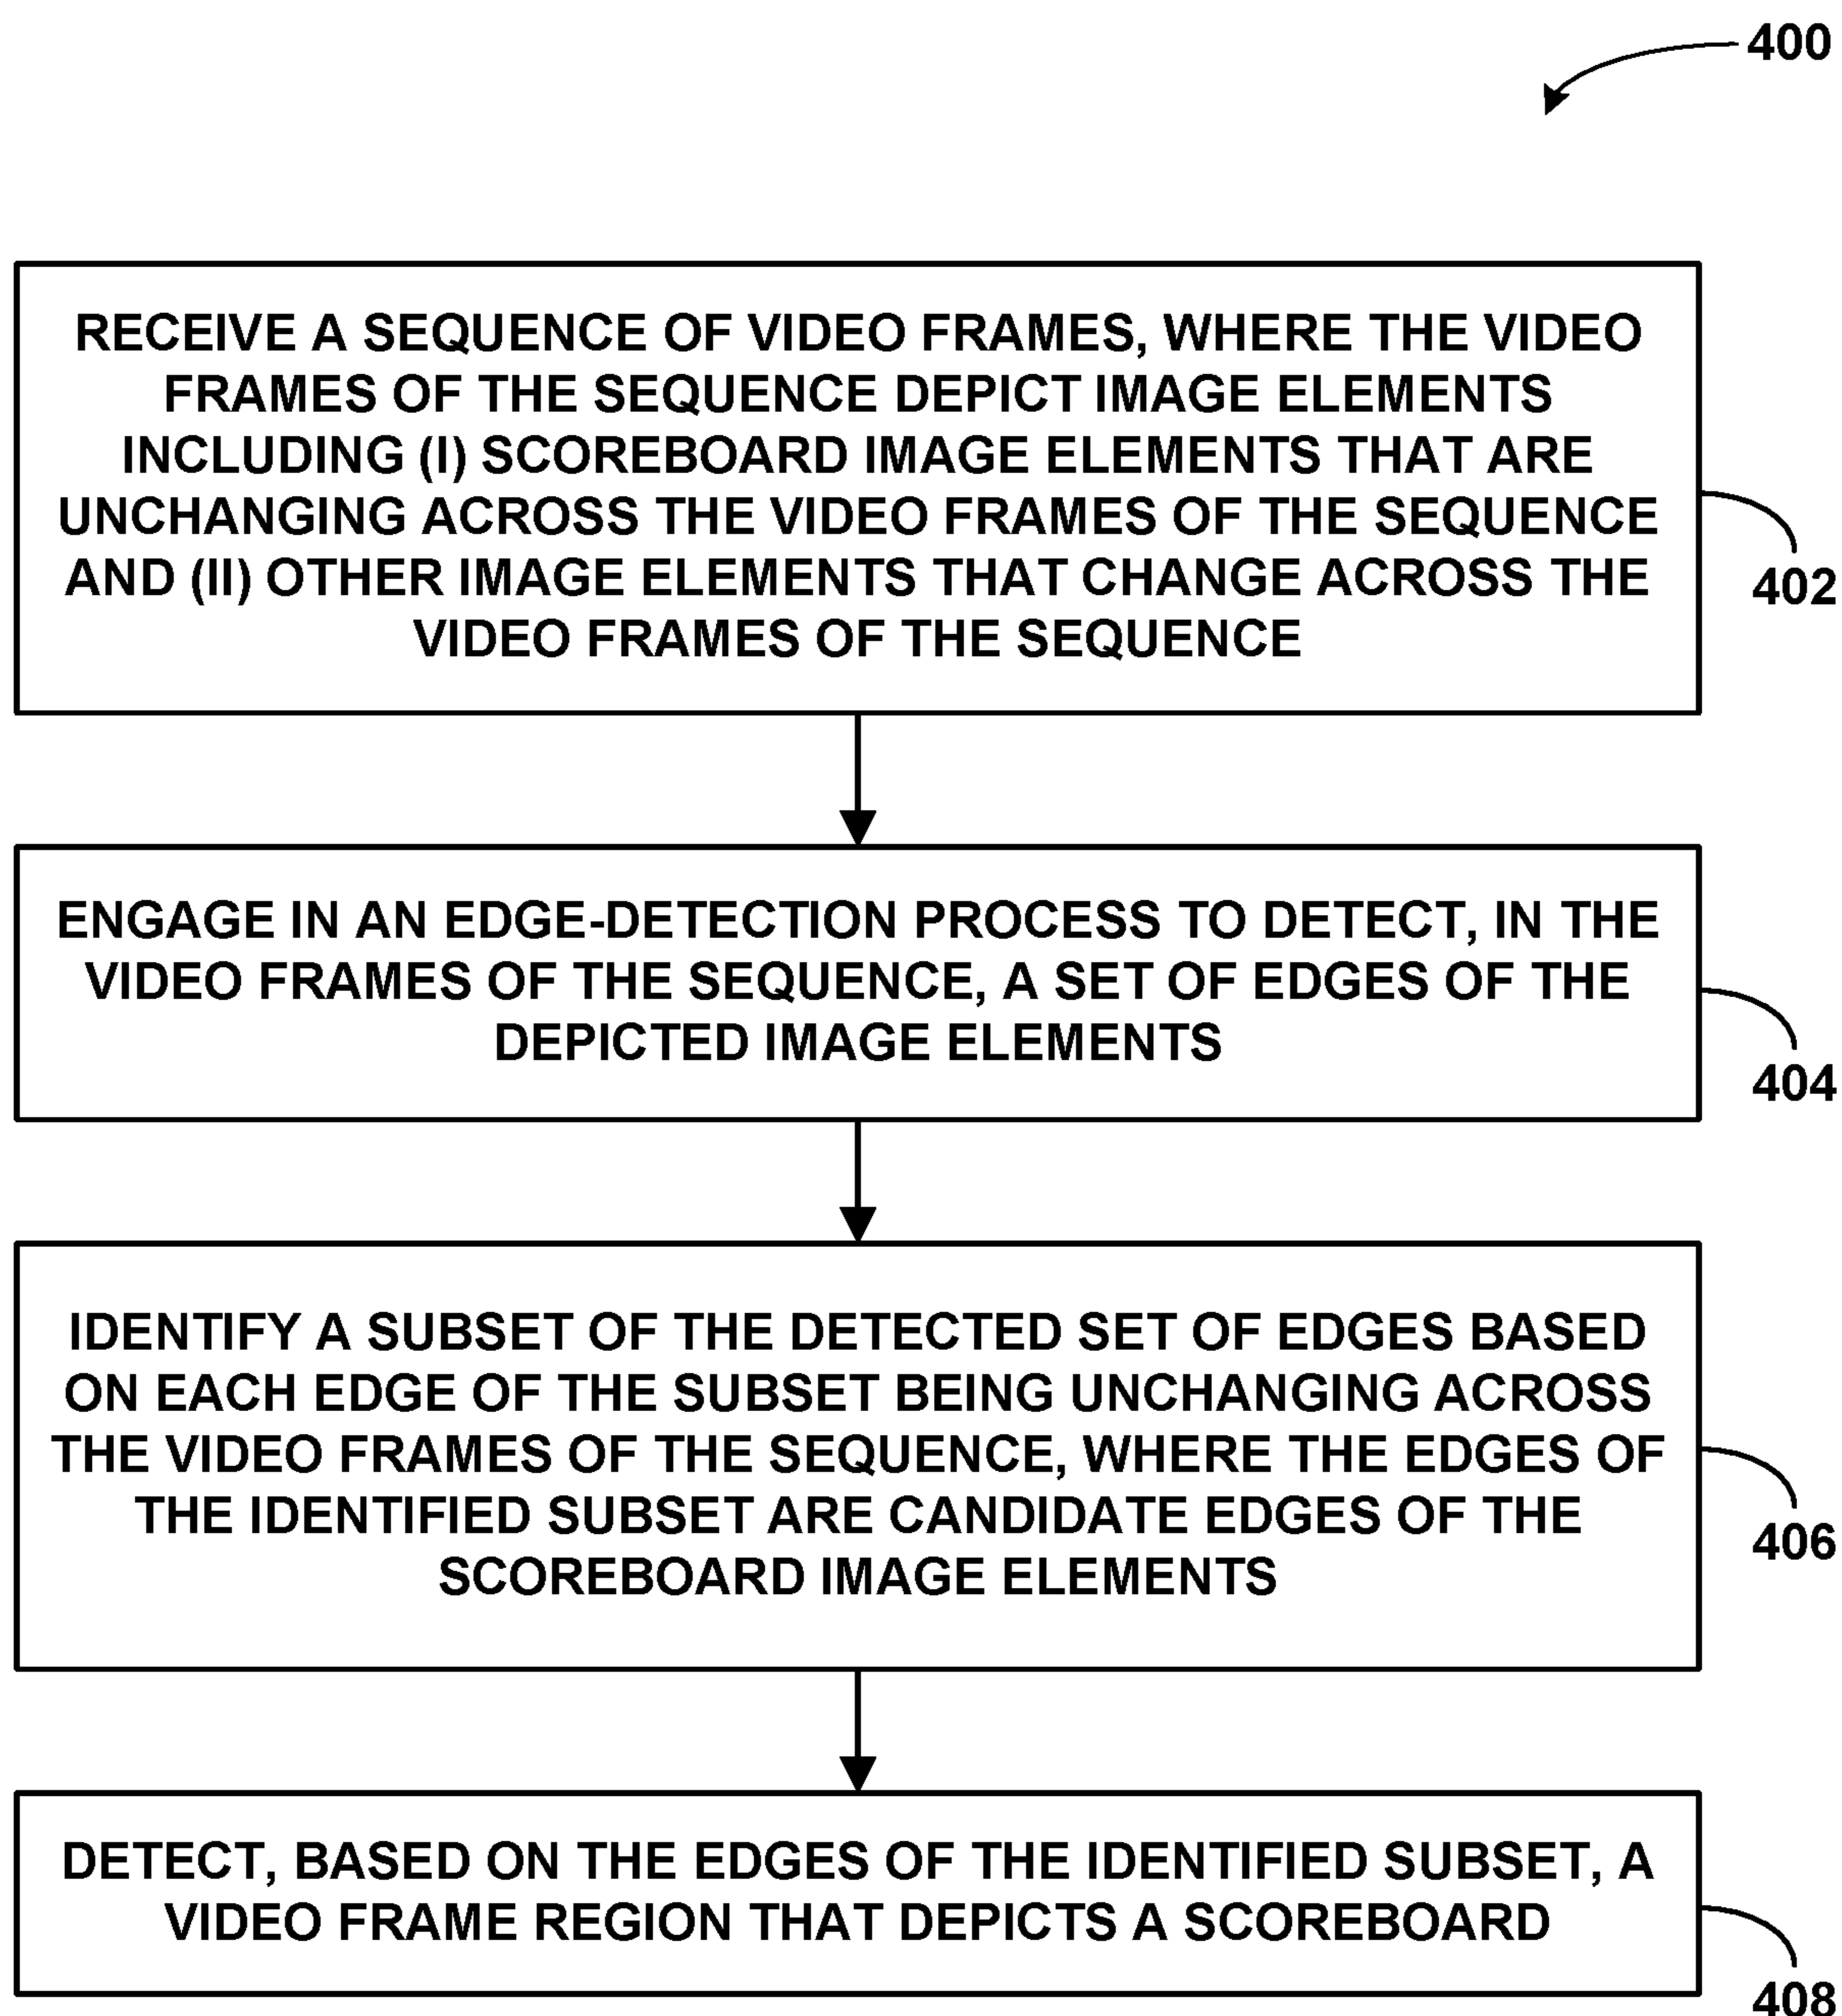 400
RECEIVE A SEQUENCE OF VIDEO FRAMES, WHERE THE VIDEO
FRAMES OF THE SEQUENCE DEPICT IMAGE ELEMENTS
INCLUDING (I) SCOREBOARD IMAGE ELEMENTS THAT ARE
UNCHANGING ACROSS THE VIDEO FRAMES OF THE SEQUENCE
AND (II) OTHER IMAGE ELEMENTS THAT CHANGE ACROSS THE
VIDEO FRAMES OF THE SEQUENCE
402
ENGAGE IN AN EDGE-DETECTION PROCESS TO DETECT, IN THE
VIDEO FRAMES OF THE SEQUENCE, A SET OF EDGES OF THE
DEPICTED IMAGE ELEMENTS
404
IDENTIFY A SUBSET OF THE DETECTED SET OF EDGES BASED
ON EACH EDGE OF THE SUBSET BEING UNCHANGING ACROSS
THE VIDEO FRAMES OF THE SEQUENCE, WHERE THE EDGES OF
THE IDENTIFIED SUBSET ARE CANDIDATE EDGES OF THE
SCOREBOARD IMAGE ELEMENTS
406
DETECT, BASED ON THE EDGES OF THE IDENTIFIED SUBSET, A
VIDEO FRAME REGION THAT DEPICTS A SCOREBOARD
408